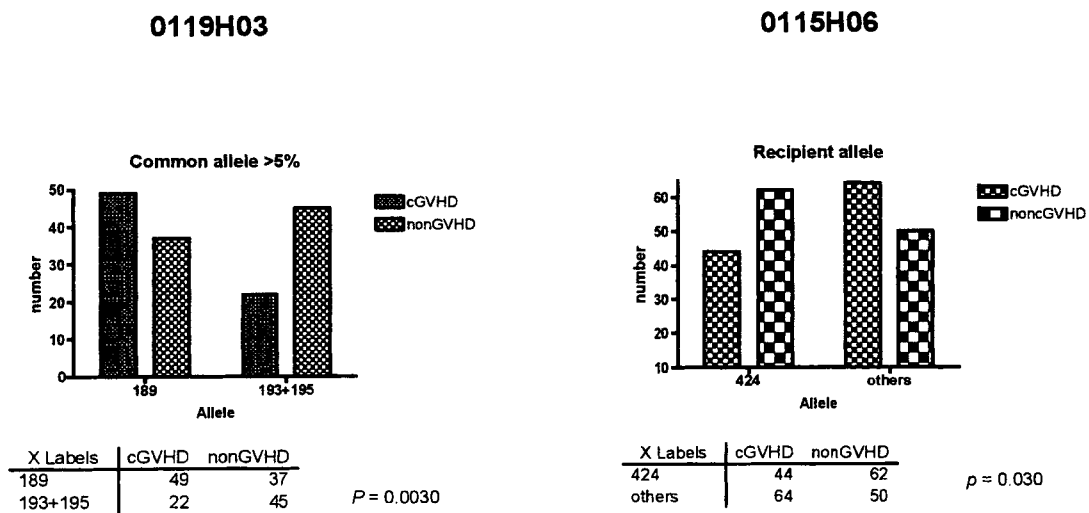 0119H03
Common allele >5%
number
50
40
30
20
10
0
189
193+195
Allele
cGVHD
nonGVHD
X Labels cGVHD nonGVHD
189 49 37
193+195 22 45
P = 0.0030
0115H06
Recipient allele
number
60
50
40
30
20
10
424
others
Allele
cGVHD
noncGVHD
X Labels cGVHD nonGVHD
424 44 62
others 64 50
p = 0.030